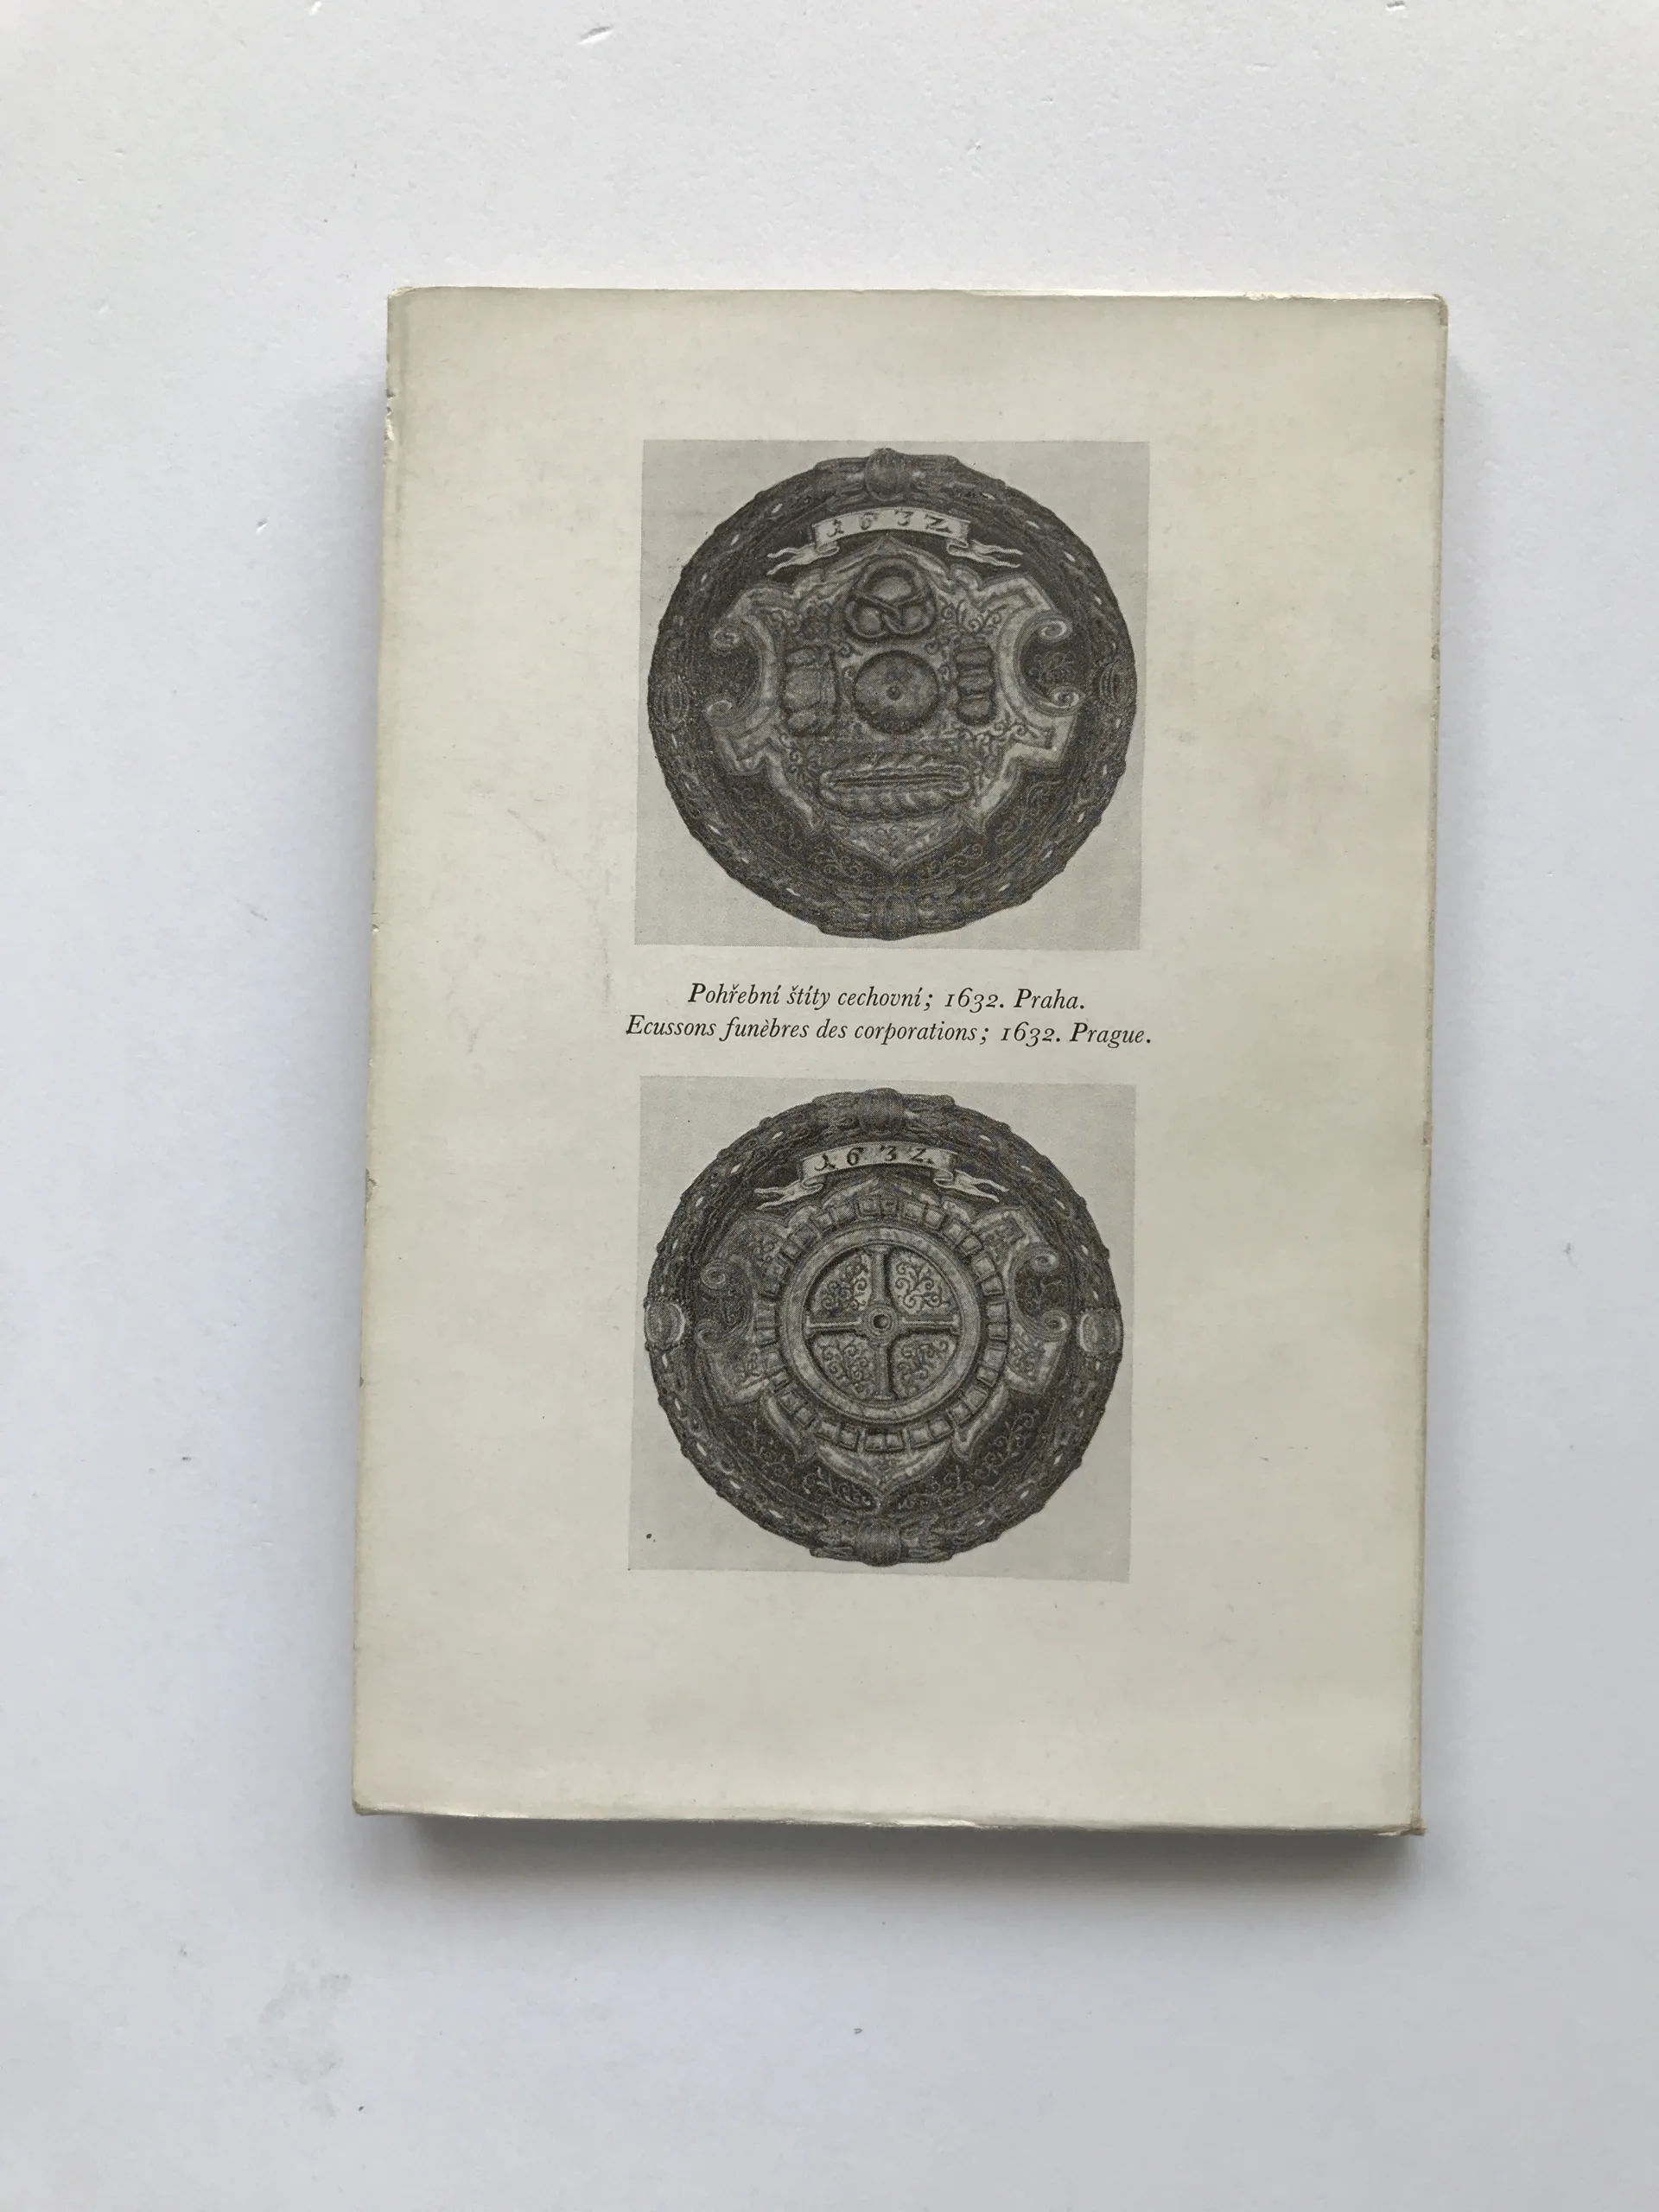 1632
Pohřební štíty cechovní; 1632. Praha.
Ecussons funèbres des corporations; 1632. Prague.
1632.